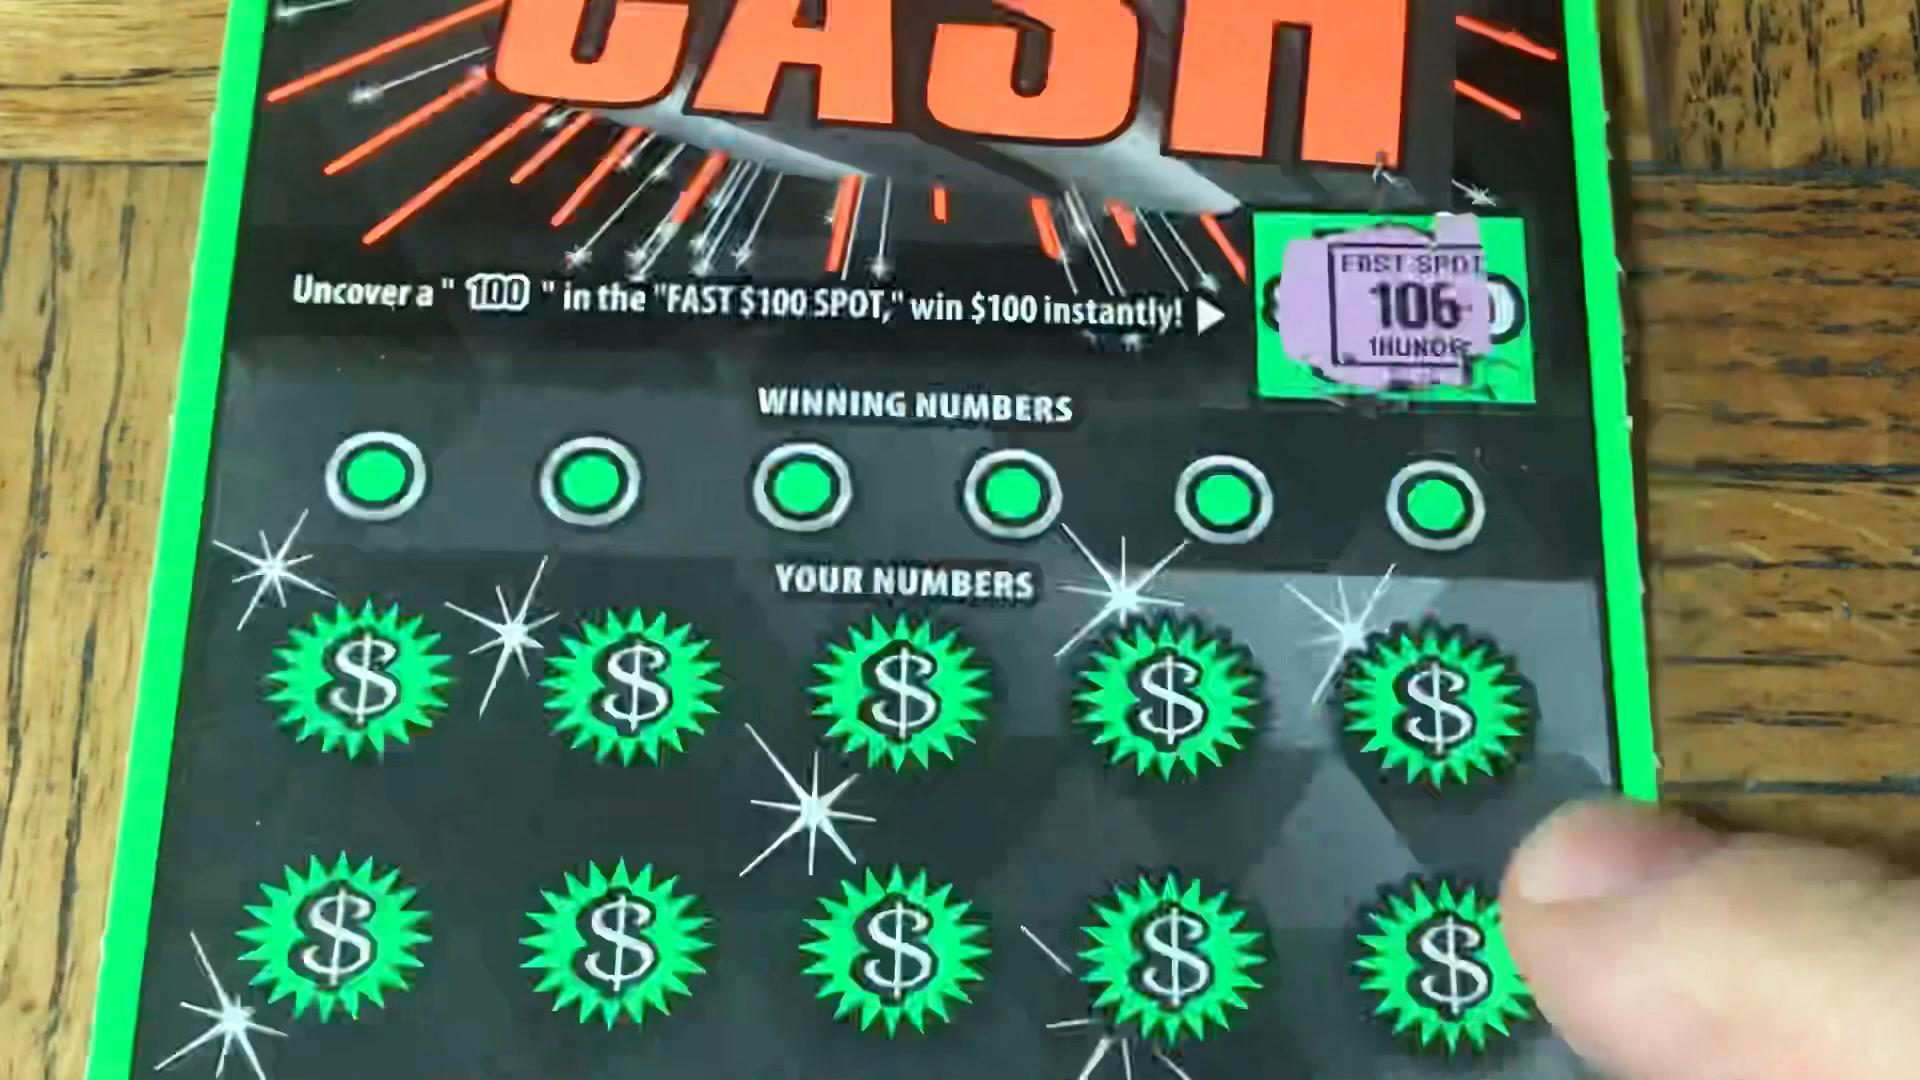 CASH
Uncover a " 100 " in the "FAST $100 SPOT," win $100 instantly!
FAST SPOT
106
WINNING NUMBERS
YOUR NUMBERS
$ $ $ $ $
$ $ $ $ $